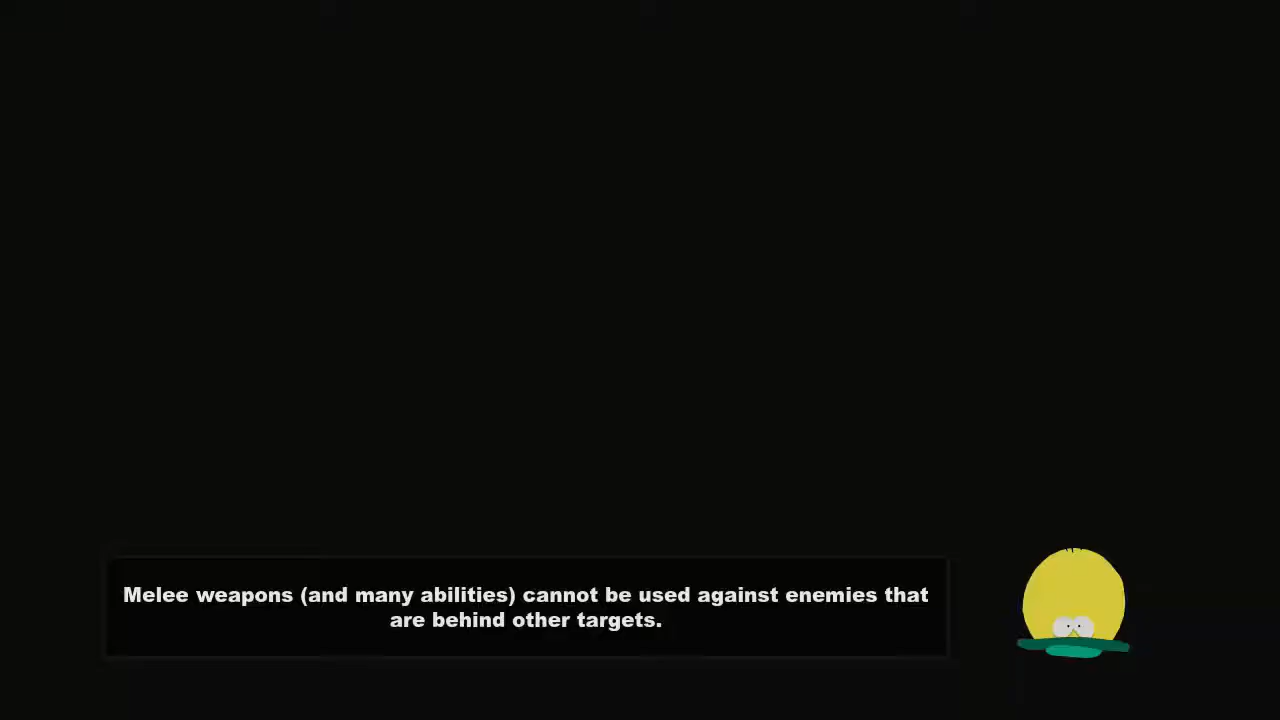 Melee weapons (and many abilities) cannot be used against enemies that
are behind other targets.